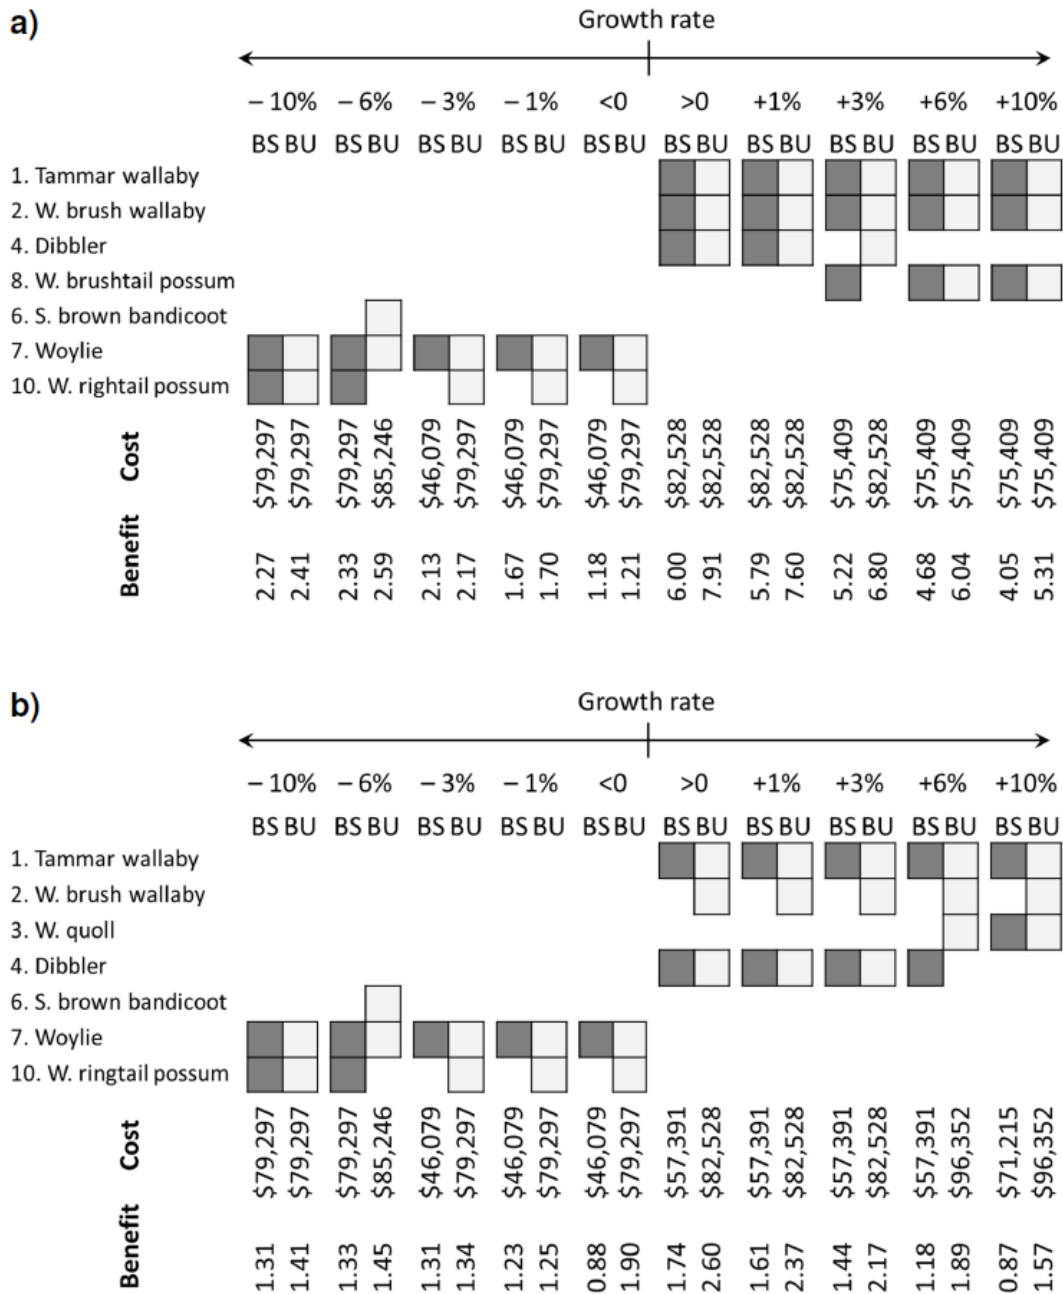 a)
Growth rate
– 10% – 6% – 3% – 1% <0 >0 +1% +3% +6% +10%
BS BU BS BU BS BU BS BU BS BU BS BU BS BU BS BU BS BU BS BU
1. Tammar wallaby
2. W. brush wallaby
4. Dibbler
8. W. brushtail possum
6. S. brown bandicoot
7. Woylie
10. W. rightail possum
Cost $79,297 $79,297 $79,297 $85,246 $46,079 $79,297 $46,079 $79,297 $46,079 $79,297 $82,528 $82,528 $82,528 $82,528 $75,409 $82,528 $75,409 $75,409 $75,409 $75,409
Benefit 2.27 2.41 2.33 2.59 2.13 2.17 1.67 1.70 1.18 1.21 6.00 7.91 5.79 7.60 5.22 6.80 4.68 6.04 4.05 5.31
b)
Growth rate
– 10% – 6% – 3% – 1% <0 >0 +1% +3% +6% +10%
BS BU BS BU BS BU BS BU BS BU BS BU BS BU BS BU BS BU BS BU
1. Tammar wallaby
2. W. brush wallaby
3. W. quoll
4. Dibbler
6. S. brown bandicoot
7. Woylie
10. W. ringtail possum
Cost $79,297 $79,297 $79,297 $85,246 $46,079 $79,297 $46,079 $79,297 $46,079 $79,297 $57,391 $82,528 $57,391 $82,528 $57,391 $82,528 $57,391 $96,352 $71,215 $96,352
Benefit 1.31 1.41 1.33 1.45 1.31 1.34 1.23 1.25 0.88 1.90 1.74 2.60 1.61 2.37 1.44 2.17 1.18 1.89 0.87 1.57